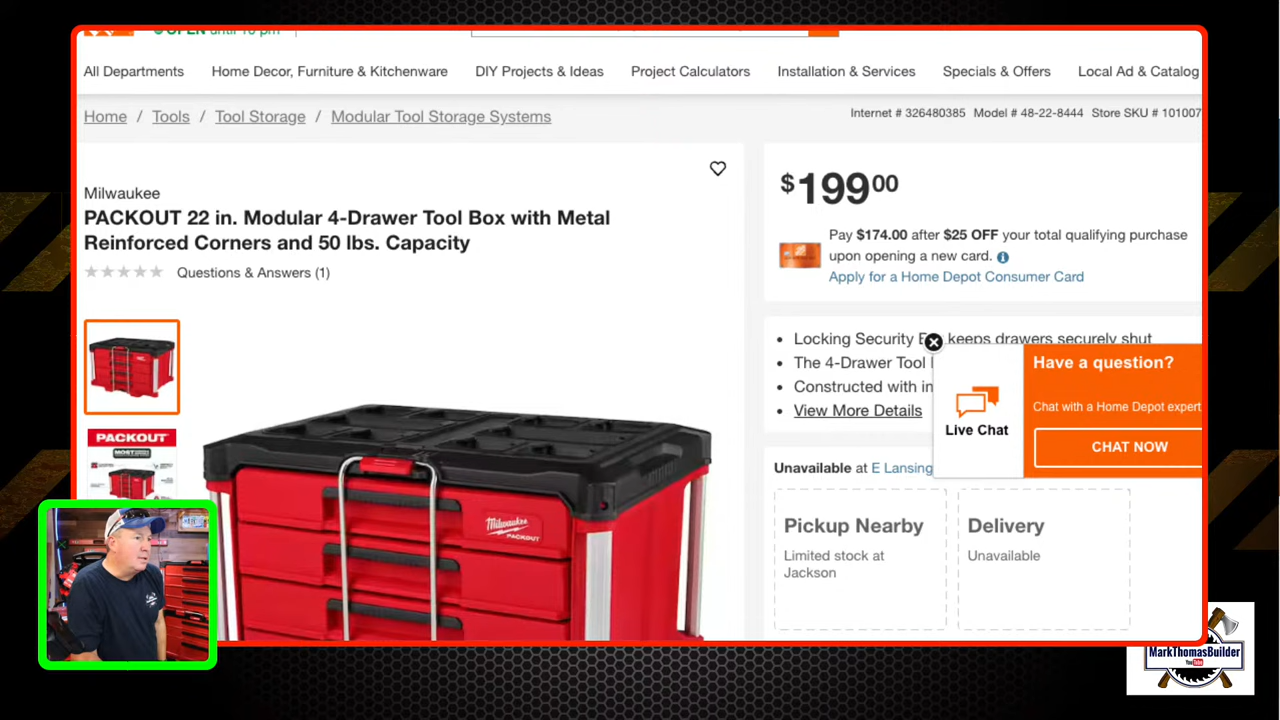 OPEN until 10 pm
All Departments
Home Decor, Furniture & Kitchenware
DIY Projects & Ideas
Project Calculators
Installation & Services
Specials & Offers
Local Ad & Catalog
Home / Tools / Tool Storage / Modular Tool Storage Systems
Internet # 326480385 Model # 48-22-8444 Store SKU # 101007
Milwaukee
PACKOUT 22 in. Modular 4-Drawer Tool Box with Metal
Reinforced Corners and 50 lbs. Capacity
Questions & Answers (1)
PACKOUT
Milwaukee
PACKOUT
$199 00
Pay $174.00 after $25 OFF your total qualifying purchase
upon opening a new card.
Apply for a Home Depot Consumer Card
• Locking Security keeps drawers securely shut
• The 4-Drawer Tool
• Constructed with in
• View More Details
Have a question?
Chat with a Home Depot expert
Live Chat
CHAT NOW
Unavailable at E Lansing
Pickup Nearby
Limited stock at
Jackson
Delivery
Unavailable
MarkThomasBuilder